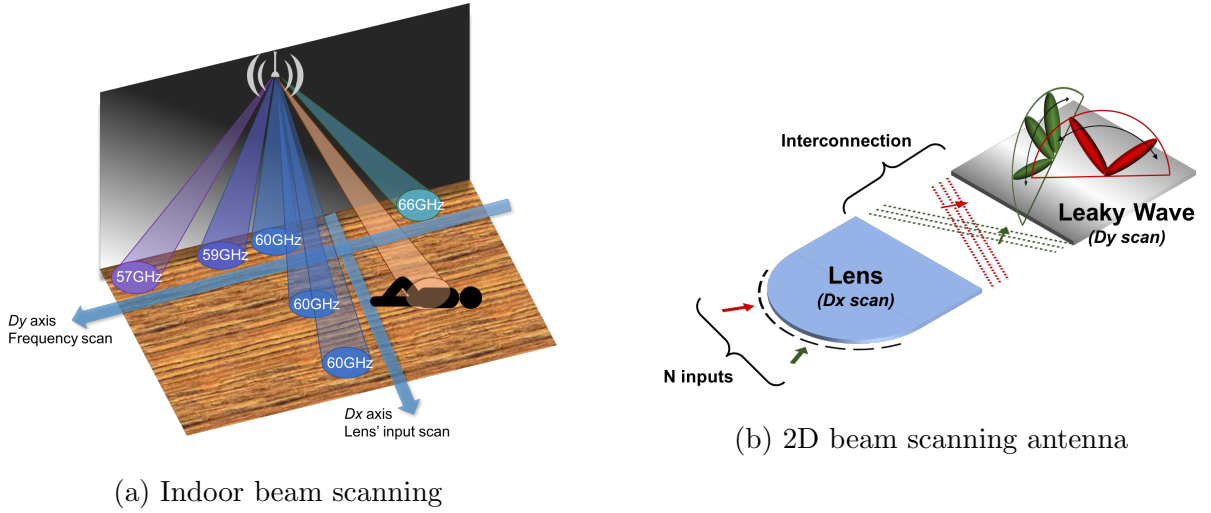 66GHz
60GHz
59GHz
57GHz
60GHz
60GHz
Dy axis
Frequency scan
Dx axis
Lens' input scan
(a) Indoor beam scanning
Interconnection
Leaky Wave
(Dy scan)
Lens
(Dx scan)
N inputs
(b) 2D beam scanning antenna